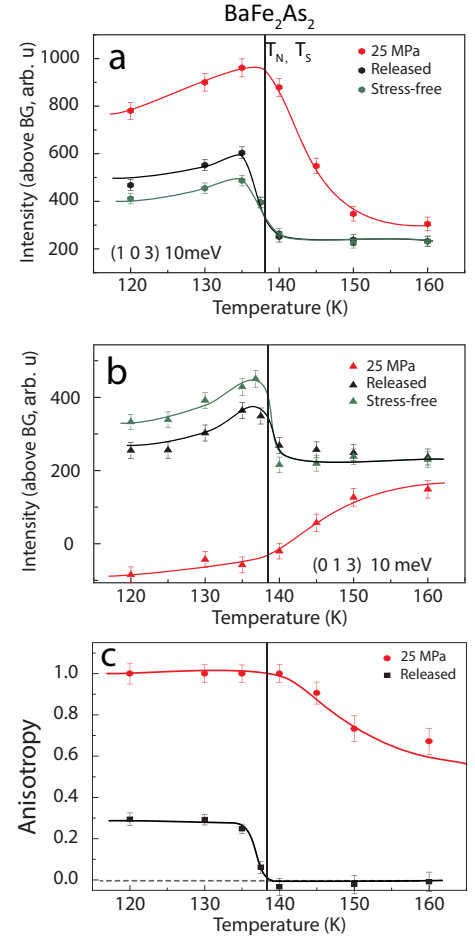 BaFe2As2
a
TN, TS
25 MPa
Released
Stress-free
Intensity (above BG, arb. u)
1000
800
600
400
200
(1 0 3) 10meV
120 130 140 150 160
Temperature (K)
b
25 MPa
Released
Stress-free
Intensity (above BG, arb. u)
400
200
0
(0 1 3) 10 meV
120 130 140 150 160
Temperature (K)
c
25 MPa
Released
Anisotropy
1.0
0.8
0.6
0.4
0.2
0.0
120 130 140 150 160
Temperature (K)